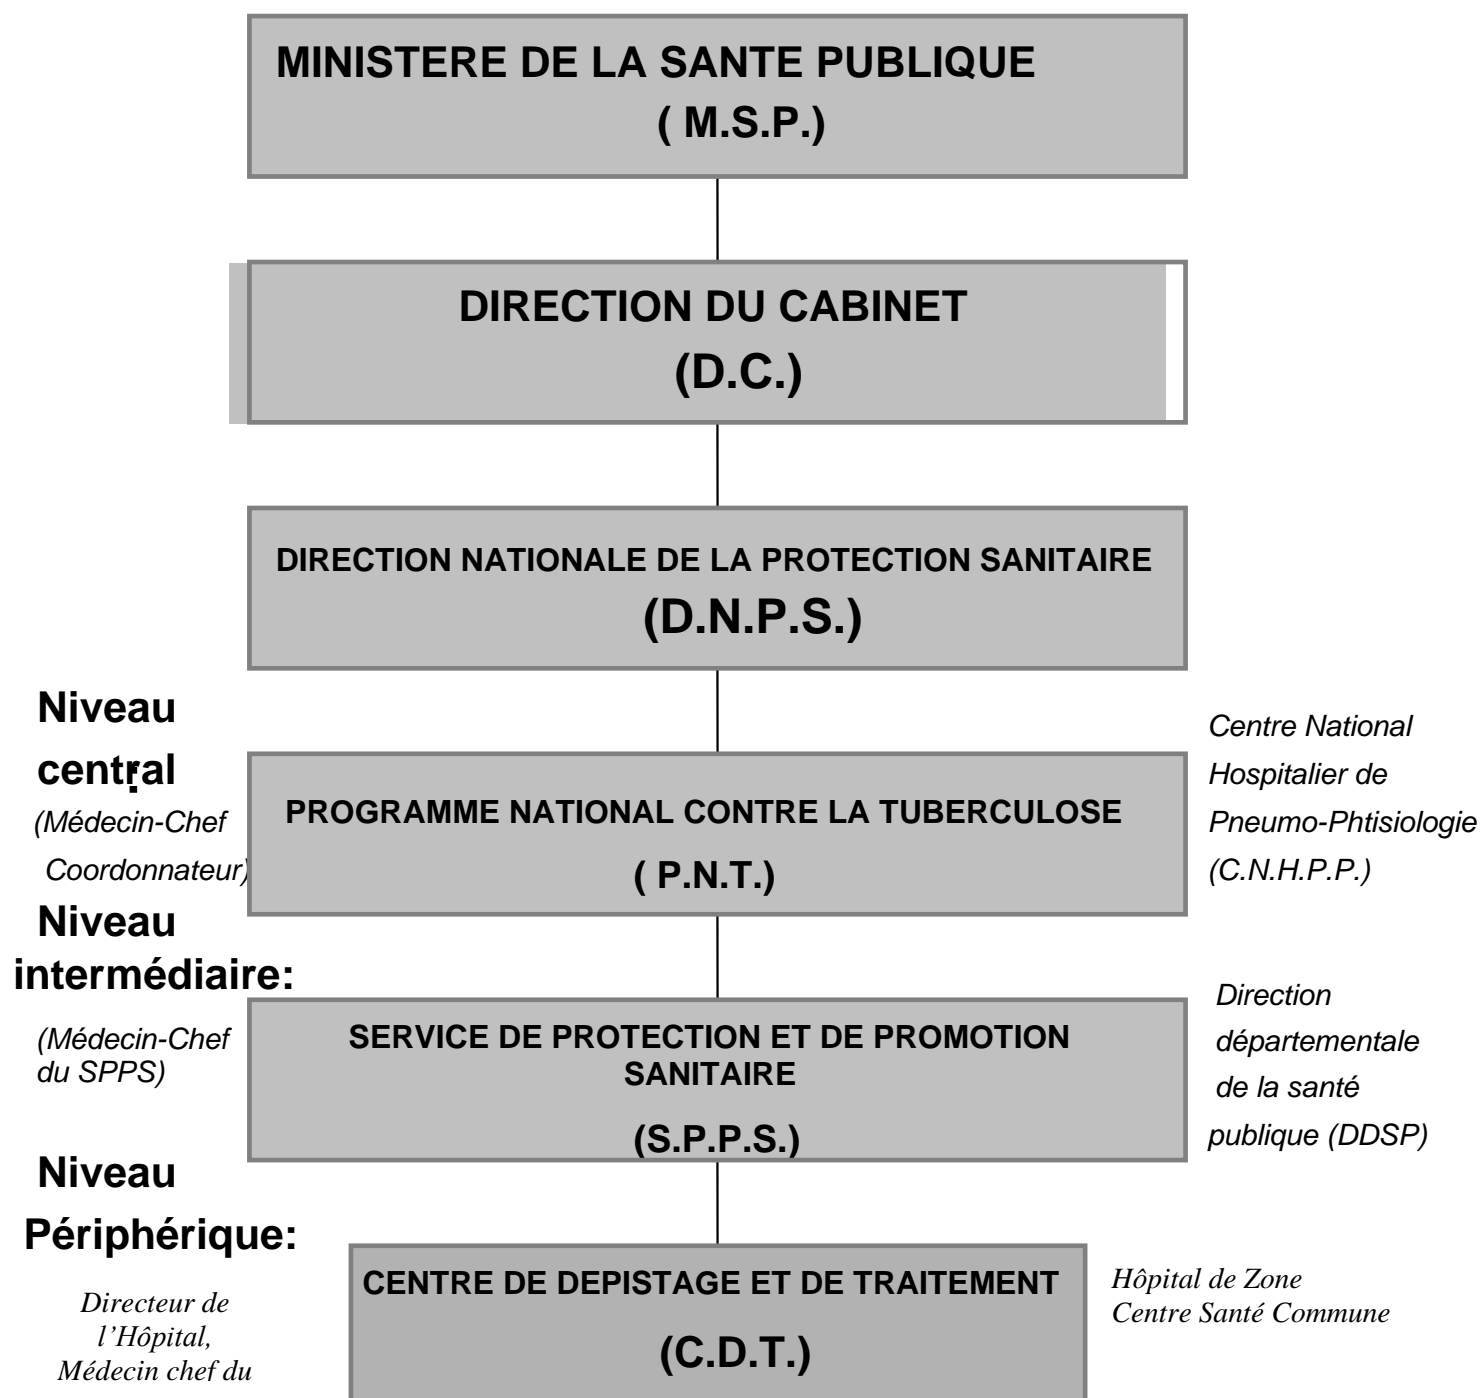 MINISTERE DE LA SANTE PUBLIQUE
( M.S.P.)
DIRECTION DU CABINET
(D.C.)
DIRECTION NATIONALE DE LA PROTECTION SANITAIRE
(D.N.P.S.)
Niveau
central
:
(Médecin-Chef
Coordonnateur)
PROGRAMME NATIONAL CONTRE LA TUBERCULOSE
( P.N.T.)
Centre National
Hospitalier de
Pneumo-Phtisiologie
(C.N.H.P.P.)
Niveau
intermédiaire:
(Médecin-Chef
du SPPS)
SERVICE DE PROTECTION ET DE PROMOTION
SANITAIRE
(S.P.P.S.)
Direction
départementale
de la santé
publique (DDSP)
Niveau
Périphérique:
Directeur de
l’Hôpital,
Médecin chef du
CENTRE DE DEPISTAGE ET DE TRAITEMENT
(C.D.T.)
Hôpital de Zone
Centre Santé Commune